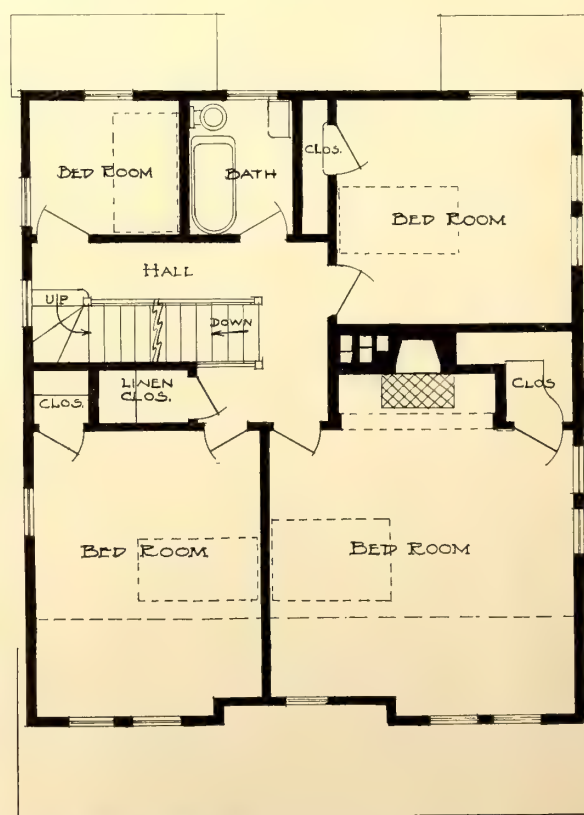 BED ROOM
BATH
CLOS.
BED ROOM
HALL
UP
DOWN
LINEN
CLOS.
CLOS.
CLOS
BED ROOM
BED ROOM